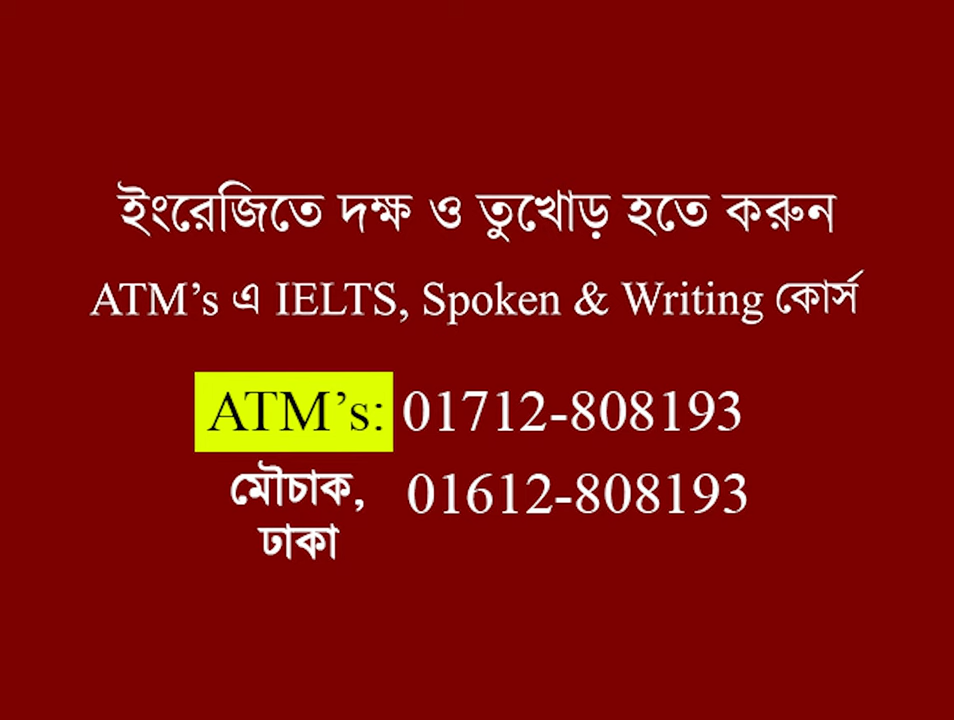 ইংরেজিতে দক্ষ ও তুখোড় হতে করুন
ATM’s এ IELTS, Spoken & Writing কোর্স
ATM’s: 01712-808193
মৌচাক, 01612-808193
ঢাকা